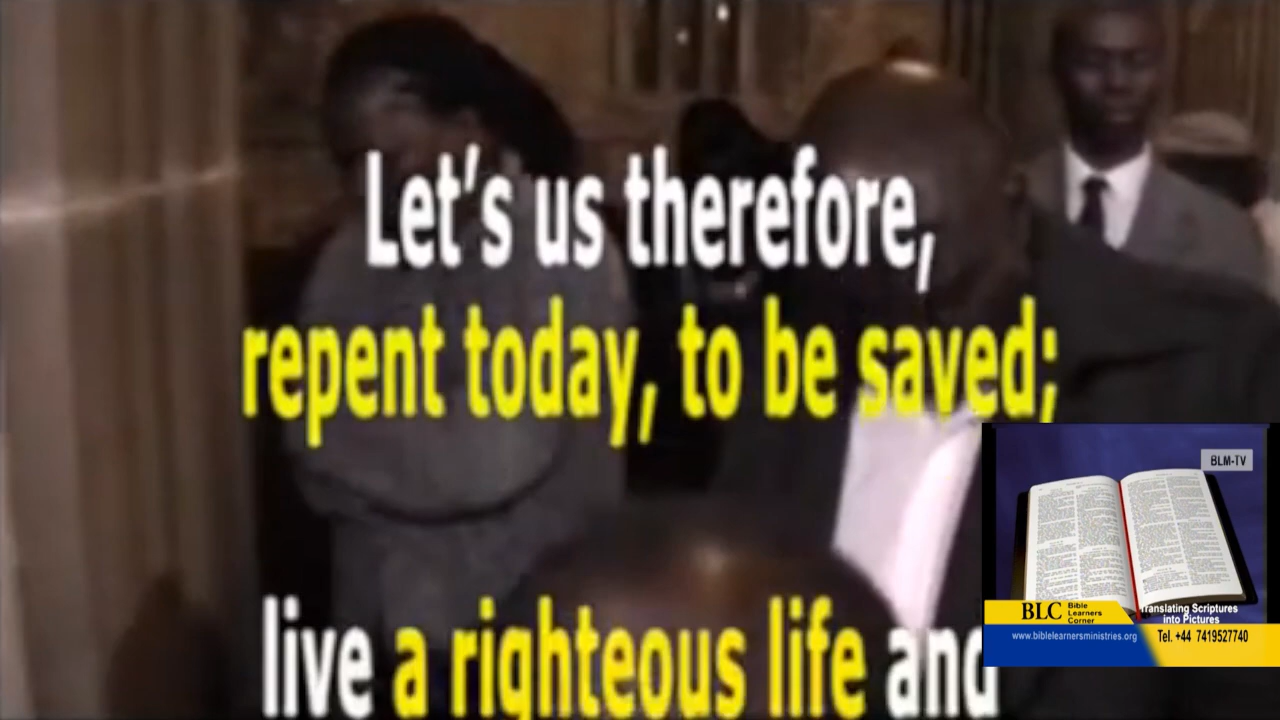 Let's us therefore,
repent today, to be saved;
live a righteous life and
BLM-TV
BLC Bible Learners Corner
Translating Scriptures
into Pictures
www.biblelearnersministries.org
Tel. +44 7419527740